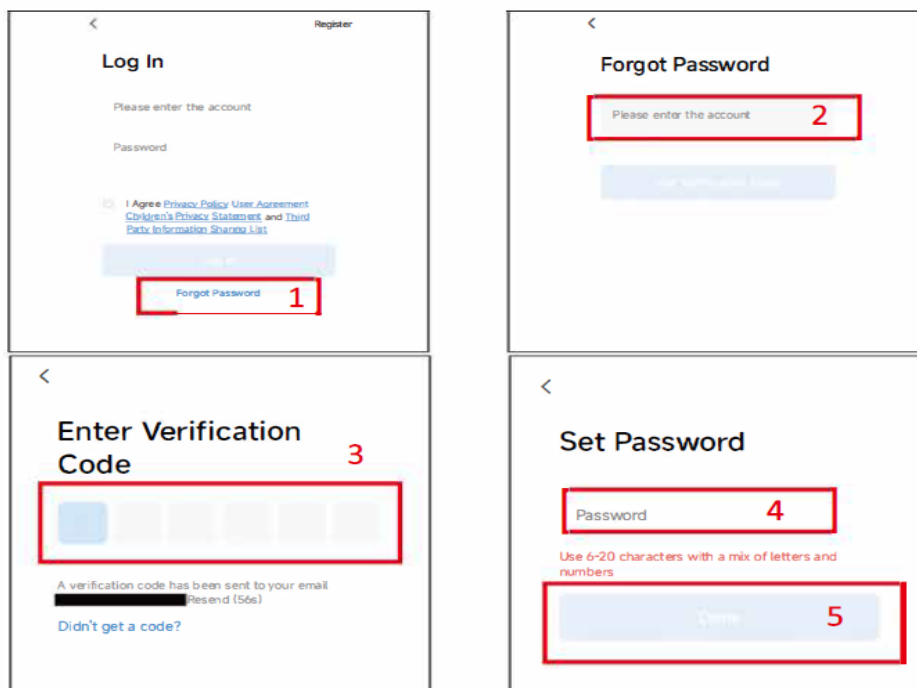 Register
Log In
Please enter the account
Password
I Agree Privacy Policy User Agreement
Children's Privacy Statement and Third
Party Information Sharing List
Log In
Forgot Password
1
Forgot Password
Please enter the account
2
Enter Verification
Code
3
A verification code has been sent to your email
Resend (56s)
Didn't get a code?
Set Password
Password
4
Use 6-20 characters with a mix of letters and
numbers
5